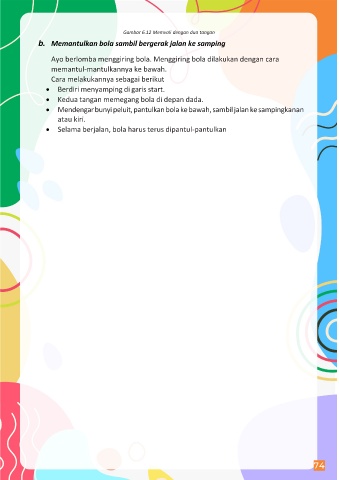 Gambar 6.12 Memvoli dengan dua tangan
b. Memantulkan bola sambil bergerak jalan ke samping
Ayo berlomba menggiring bola. Menggiring bola dilakukan dengan cara
memantul-mantulkannya ke bawah.
Cara melakukannya sebagai berikut
• Berdiri menyamping di garis start.
• Kedua tangan memegang bola di depan dada.
• Mendengar bunyi peluit, pantulkan bola ke bawah, sambil jalan ke sampingkanan
atau kiri.
• Selama berjalan, bola harus terus dipantul-pantulkan
74